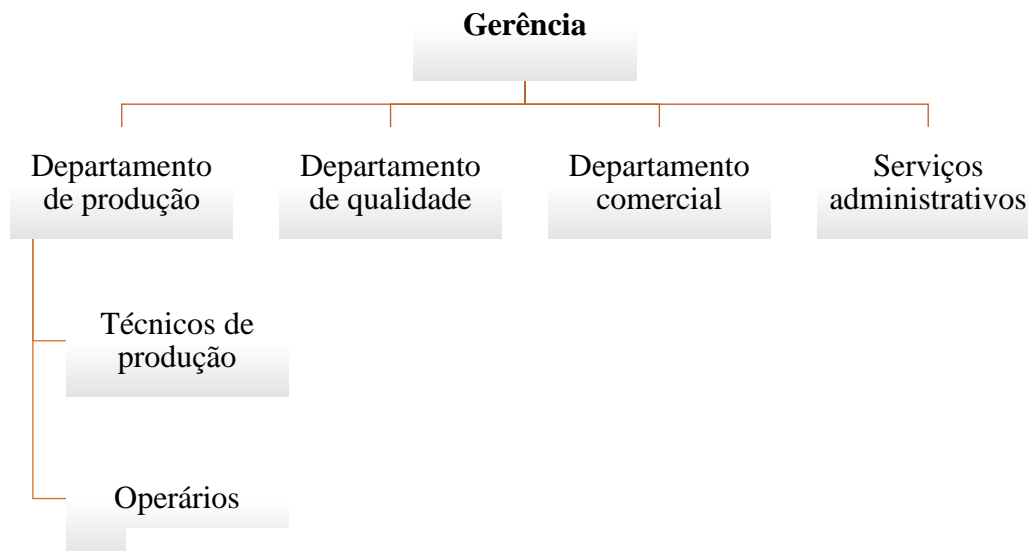 Gerência
Departamento
de produção
Departamento
de qualidade
Departamento
comercial
Serviços
administrativos
Técnicos de
produção
Operários